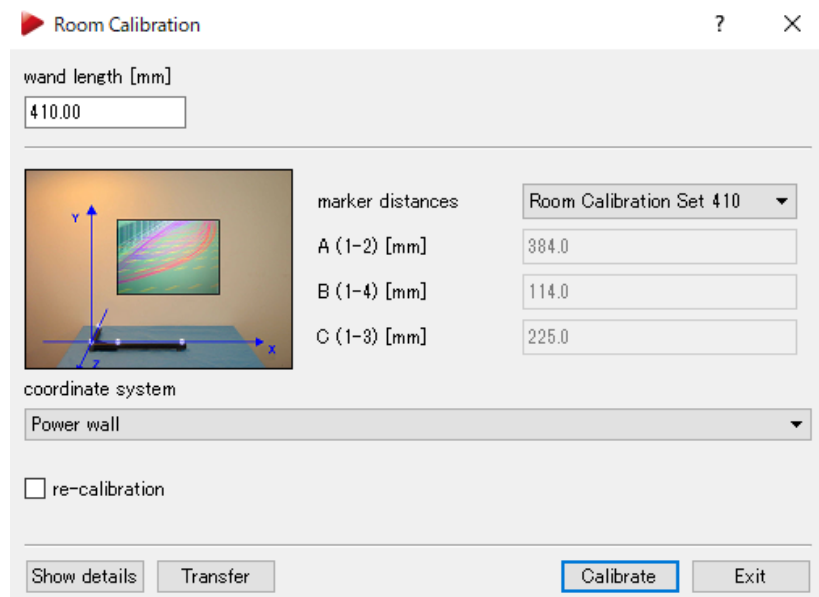 Room Calibration ? ×
wand length [mm]
410.00
marker distances Room Calibration Set 410
A (1-2) [mm] 384.0
B (1-4) [mm] 114.0
C (1-3) [mm] 225.0
Y
X
Z
coordinate system
Power wall
re-calibration
Show details Transfer Calibrate Exit